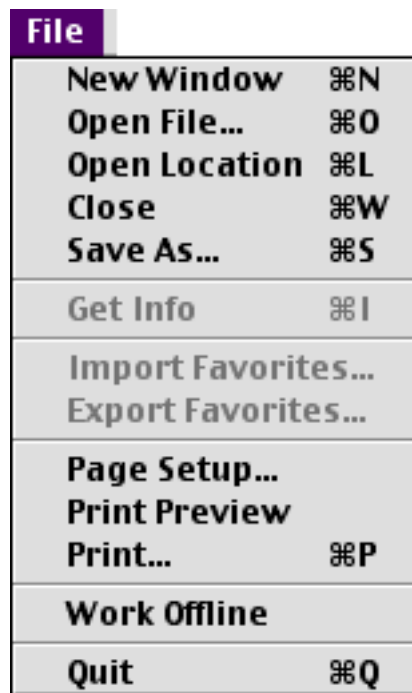 File
New Window ⌘N
Open File... ⌘O
Open Location ⌘L
Close ⌘W
Save As... ⌘S
Get Info ⌘I
Import Favorites...
Export Favorites...
Page Setup...
Print Preview
Print... ⌘P
Work Offline
Quit ⌘Q